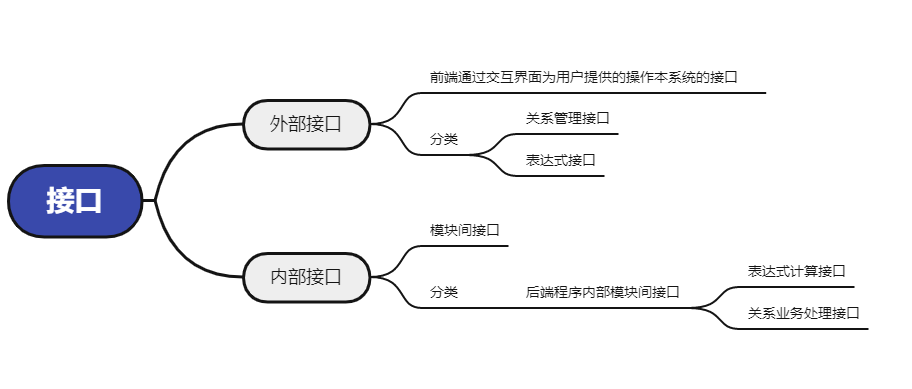 接口
外部接口
前端通过交互界面为用户提供的操作本系统的接口
分类
关系管理接口
表达式接口
内部接口
模块间接口
分类
后端程序内部模块间接口
表达式计算接口
关系业务处理接口